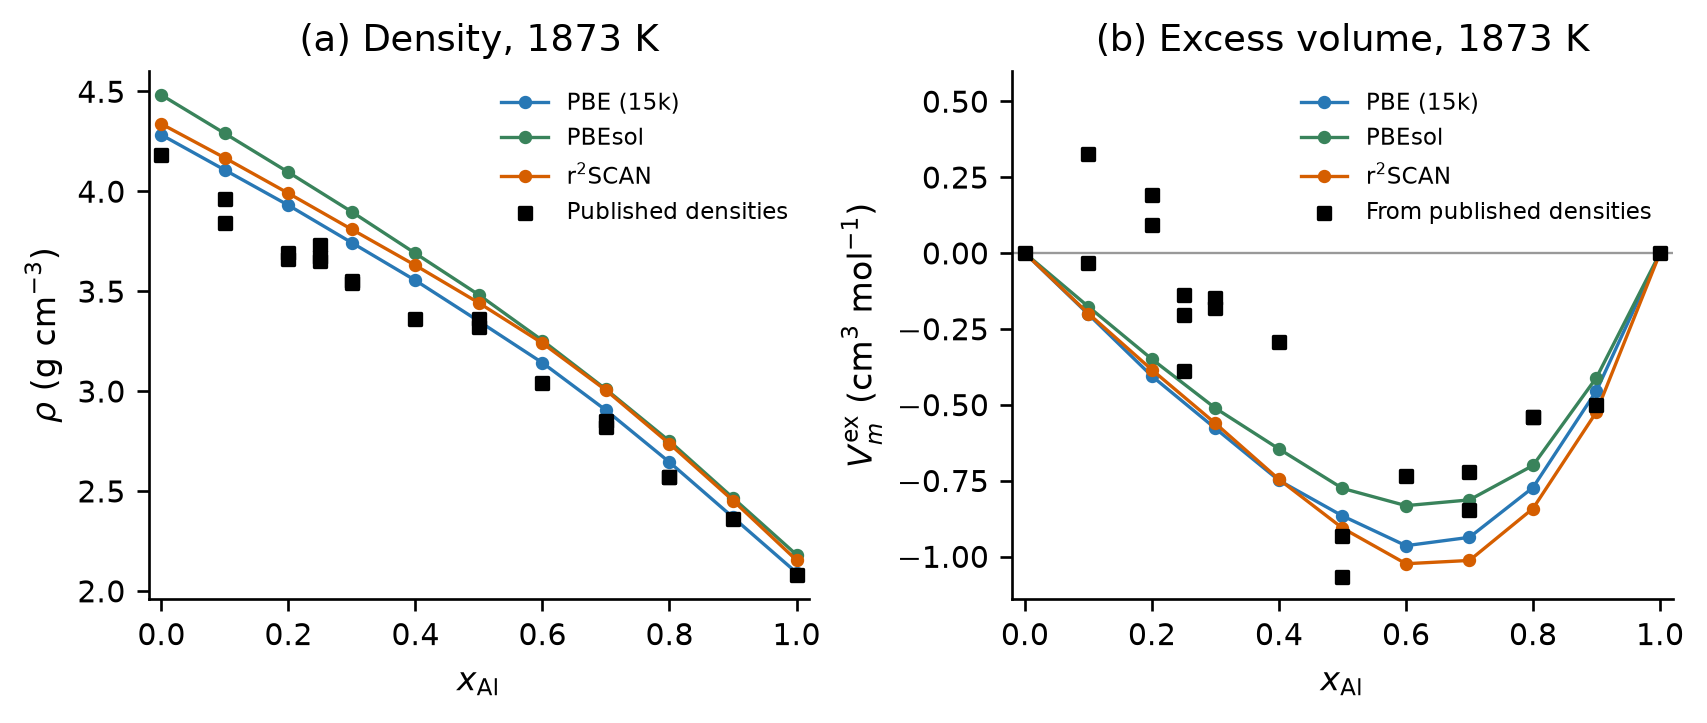 (a) Density, 1873 K
4.5
4.0
3.5
3.0
2.5
2.0
ρ (g cm⁻³)
PBE (15k)
PBEsol
r²SCAN
Published densities
0.0 0.2 0.4 0.6 0.8 1.0
x_Al
(b) Excess volume, 1873 K
0.50
0.25
0.00
−0.25
−0.50
−0.75
−1.00
V_m^ex (cm³ mol⁻¹)
PBE (15k)
PBEsol
r²SCAN
From published densities
0.0 0.2 0.4 0.6 0.8 1.0
x_Al